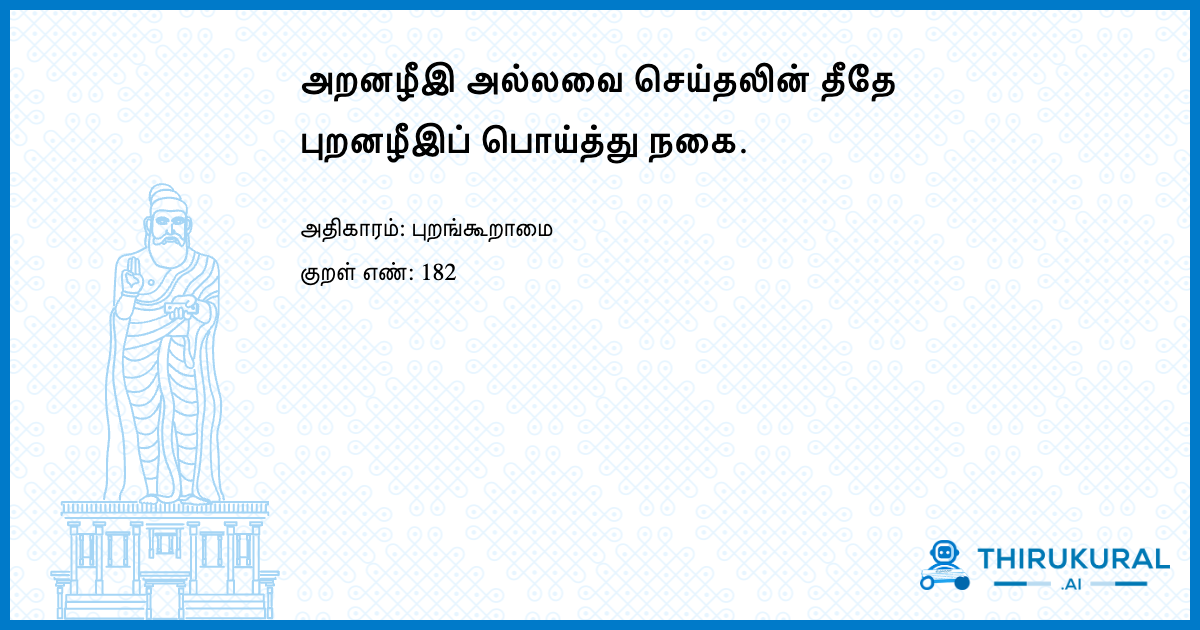 அறனழீஇ அல்லவை செய்தலின் தீதே
புறனழீஇப் பொய்த்து நகை.
அதிகாரம்: புறங்கூறாமை
குறள் எண்: 182
THIRUKURAL
.AI